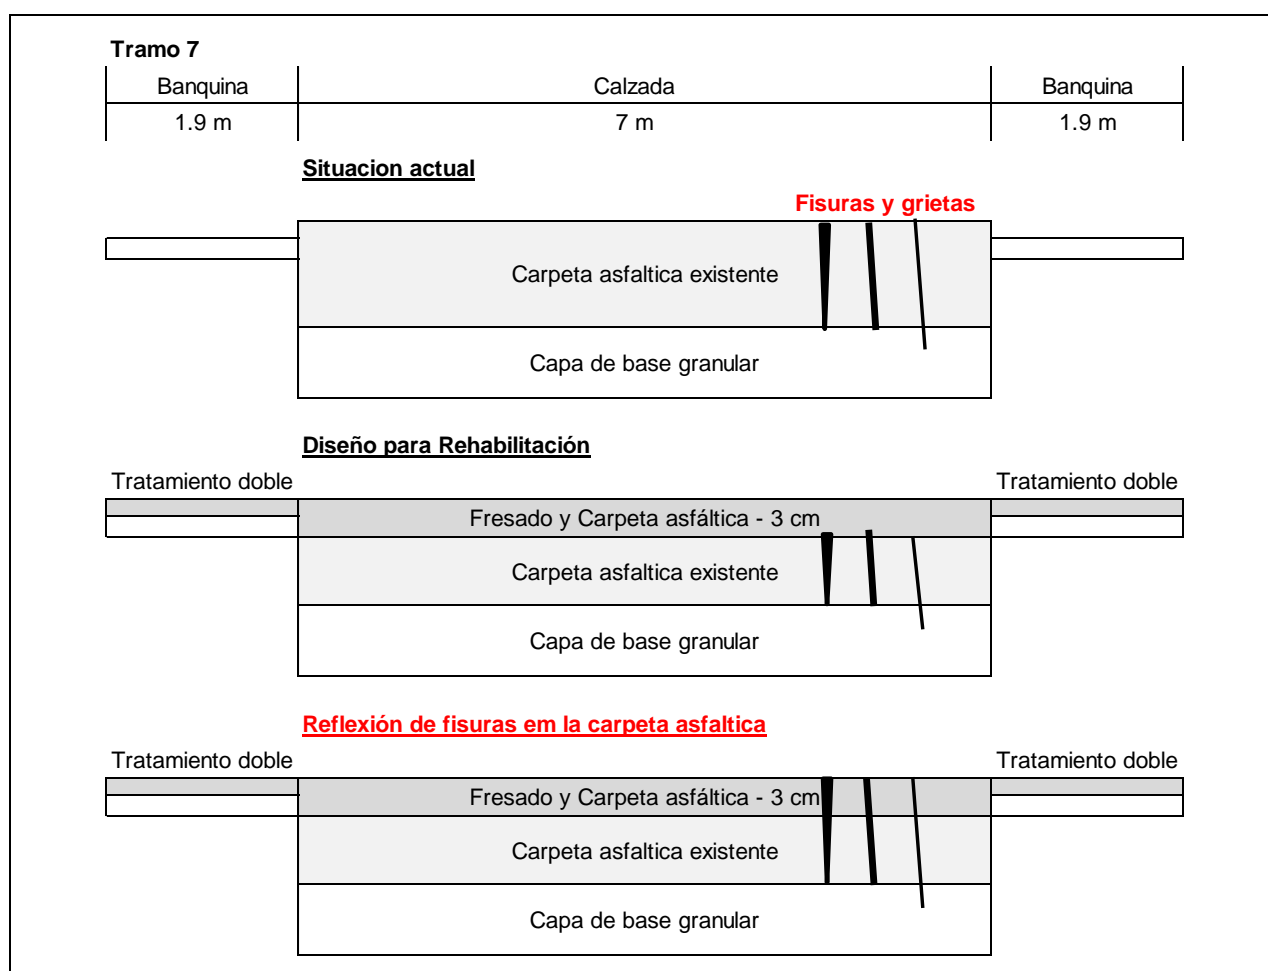 Tramo 7
Banquina Calzada Banquina
1.9 m 7 m 1.9 m
Situacion actual
Fisuras y grietas
Carpeta asfaltica existente
Capa de base granular
Diseño para Rehabilitación
Tratamiento doble Tratamiento doble
Fresado y Carpeta asfáltica - 3 cm
Carpeta asfaltica existente
Capa de base granular
Reflexión de fisuras em la carpeta asfaltica
Tratamiento doble Tratamiento doble
Fresado y Carpeta asfáltica - 3 cm
Carpeta asfaltica existente
Capa de base granular